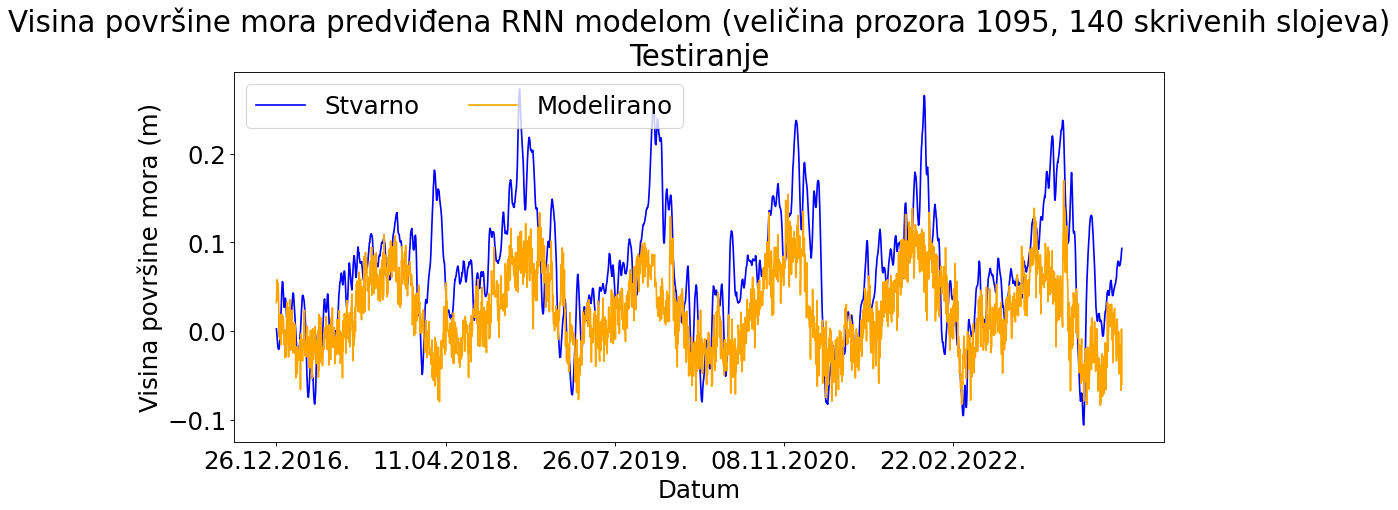 Visina površine mora predviđena RNN modelom (veličina prozora 1095, 140 skrivenih slojeva)
Testiranje
Stvarno Modelirano
Visina površine mora (m)
0.2
0.1
0.0
−0.1
26.12.2016. 11.04.2018. 26.07.2019. 08.11.2020. 22.02.2022.
Datum